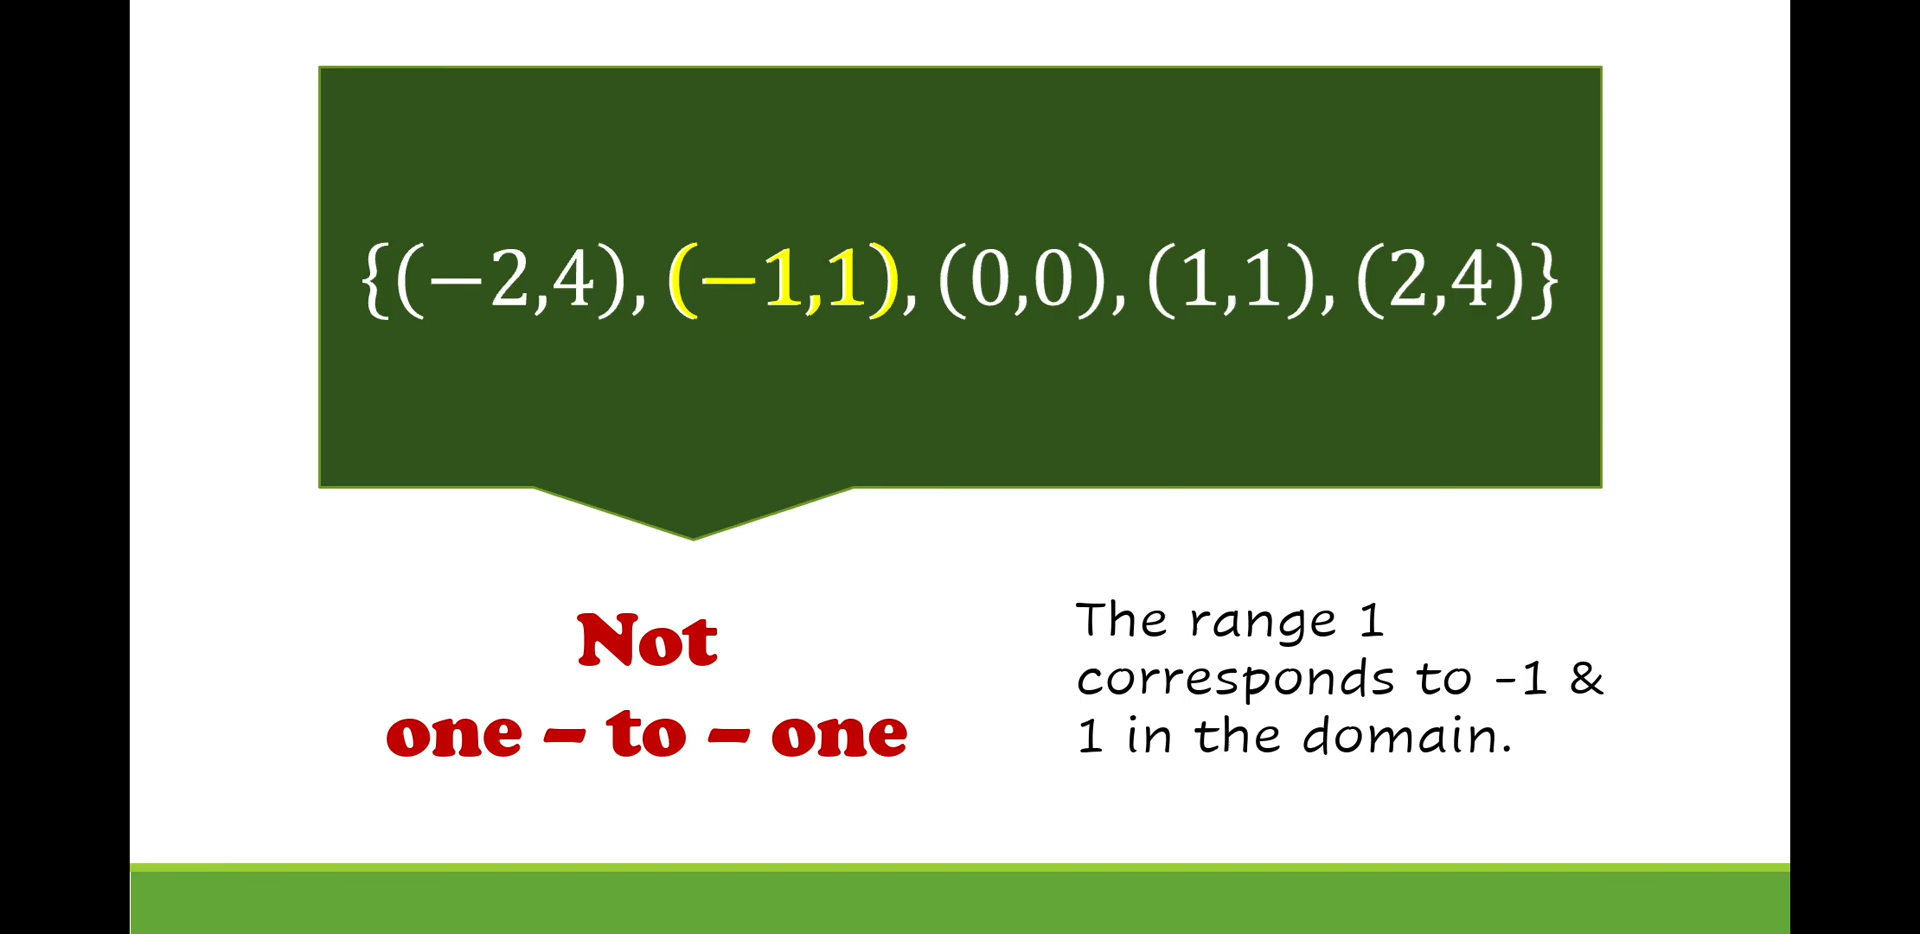 {(−2,4), (−1,1), (0,0), (1,1), (2,4)}
Not
one – to – one
The range 1
corresponds to -1 &
1 in the domain.